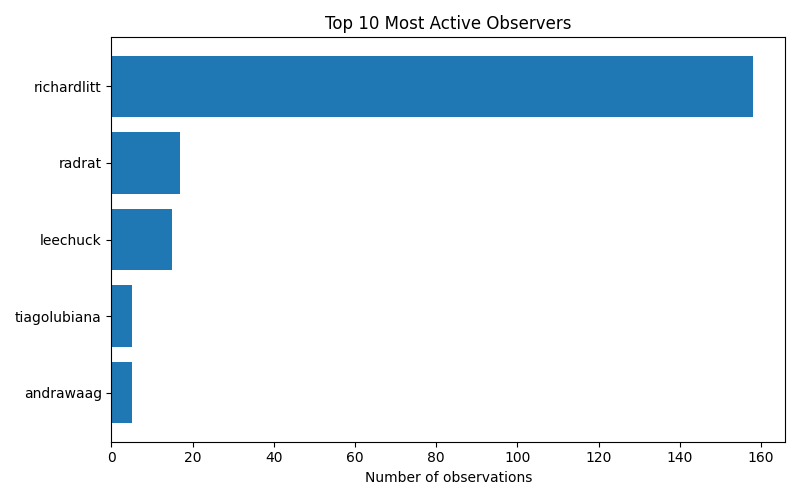 Top 10 Most Active Observers
richardlitt
radrat
leechuck
tiagolubiana
andrawaag
0 20 40 60 80 100 120 140 160
Number of observations